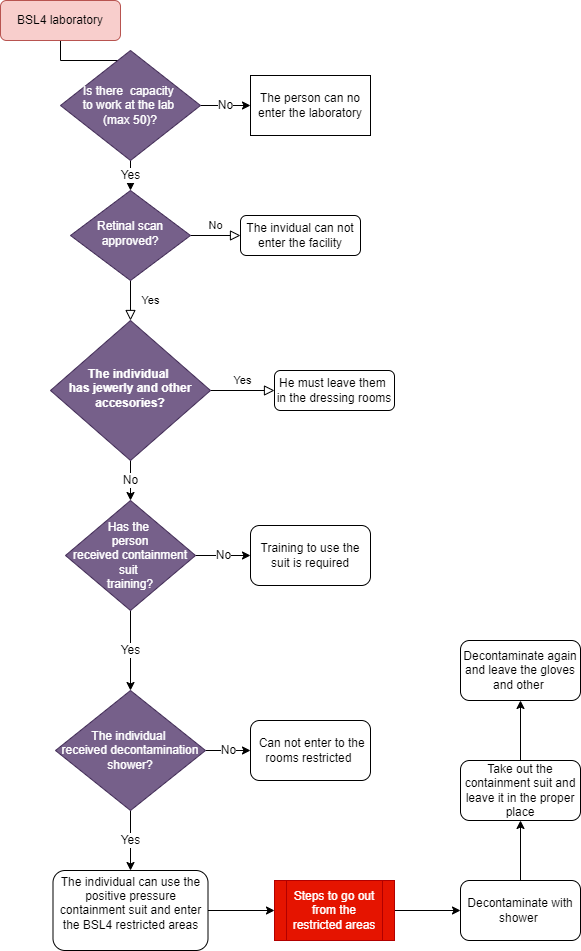 BSL4 laboratory
Is there capacity
to work at the lab
(max 50)?
No
The person can no
enter the laboratory
Yes
Retinal scan
approved?
No
The invidual can not
enter the facility
Yes
The individual
has jewerly and other
accesories?
Yes
He must leave them
in the dressing rooms
No
Has the
person
received containment
suit
training?
No
Training to use the
suit is required
Yes
The individual
received decontamination
shower?
No
Can not enter to the
rooms restricted
Yes
The individual can use the
positive pressure
containment suit and enter
the BSL4 restricted areas
Steps to go out
from the
restricted areas
Decontaminate with
shower
Take out the
containment suit and
leave it in the proper
place
Decontaminate again
and leave the gloves
and other